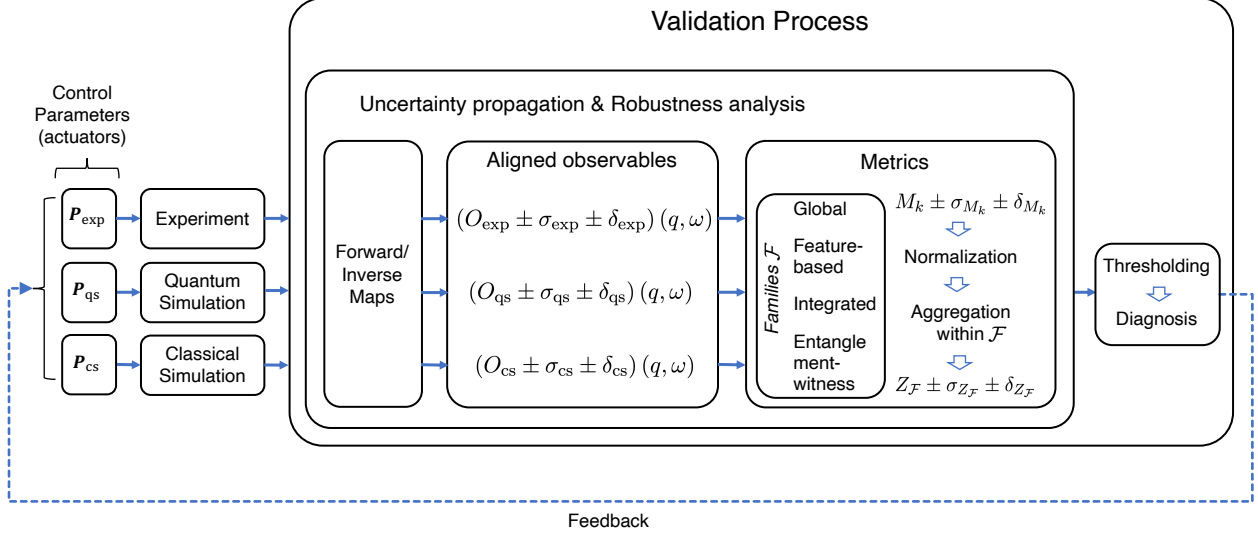 Validation Process
Control
Parameters
(actuators)
Uncertainty propagation & Robustness analysis
P_exp
Experiment
P_qs
Quantum
Simulation
P_cs
Classical
Simulation
Forward/
Inverse
Maps
Aligned observables
(O_exp ± σ_exp ± δ_exp) (q, ω)
(O_qs ± σ_qs ± δ_qs) (q, ω)
(O_cs ± σ_cs ± δ_cs) (q, ω)
Metrics
Families ℱ
Global
Feature-
based
Integrated
Entangle
ment-
witness
M_k ± σ_{M_k} ± δ_{M_k}
Normalization
Aggregation
within ℱ
Z_ℱ ± σ_{Z_ℱ} ± δ_{Z_ℱ}
Thresholding
Diagnosis
Feedback